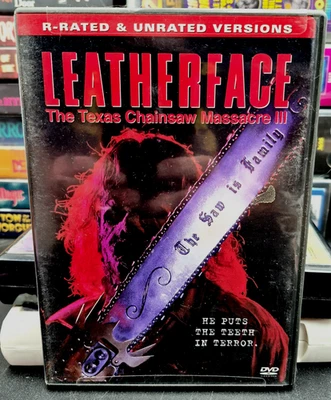 R-RATED & UNRATED VERSIONS
LEATHERFACE
The Texas Chainsaw Massacre III
The Saw is Family
HE PUTS
THE TEETH
IN TERROR.
DVD